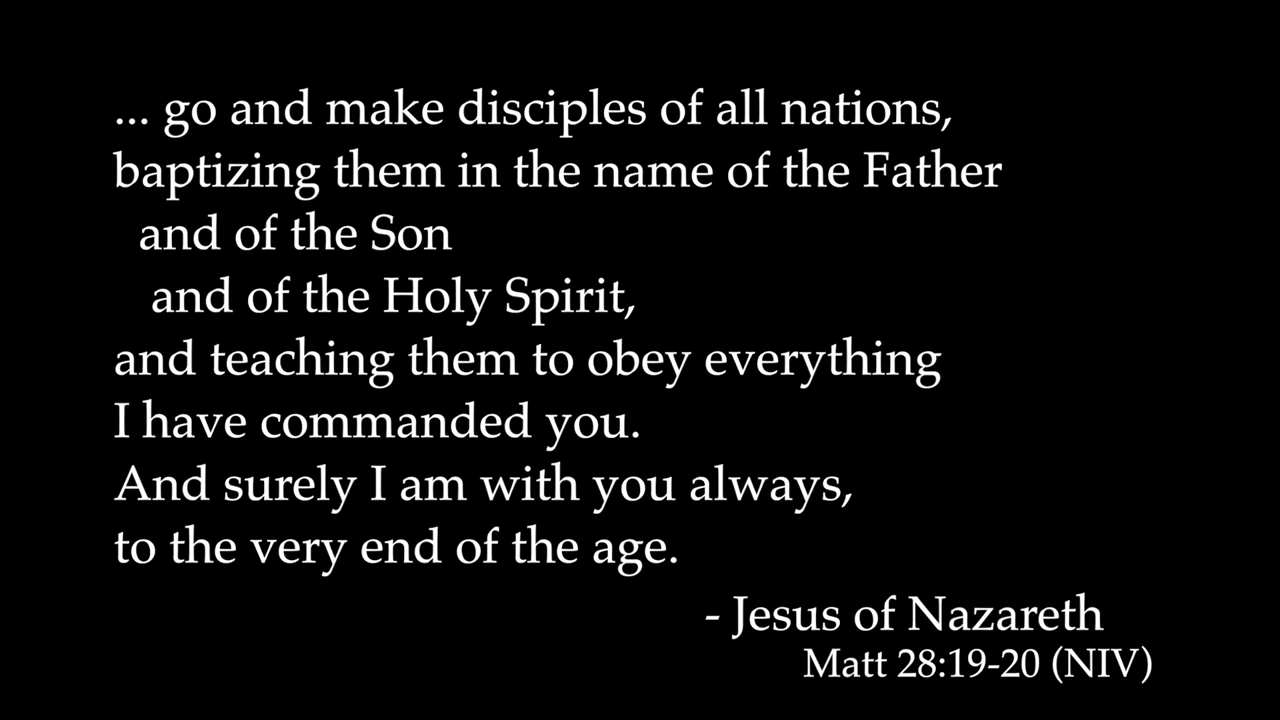 ... go and make disciples of all nations,
baptizing them in the name of the Father
and of the Son
and of the Holy Spirit,
and teaching them to obey everything
I have commanded you.
And surely I am with you always,
to the very end of the age.
- Jesus of Nazareth
Matt 28:19-20 (NIV)